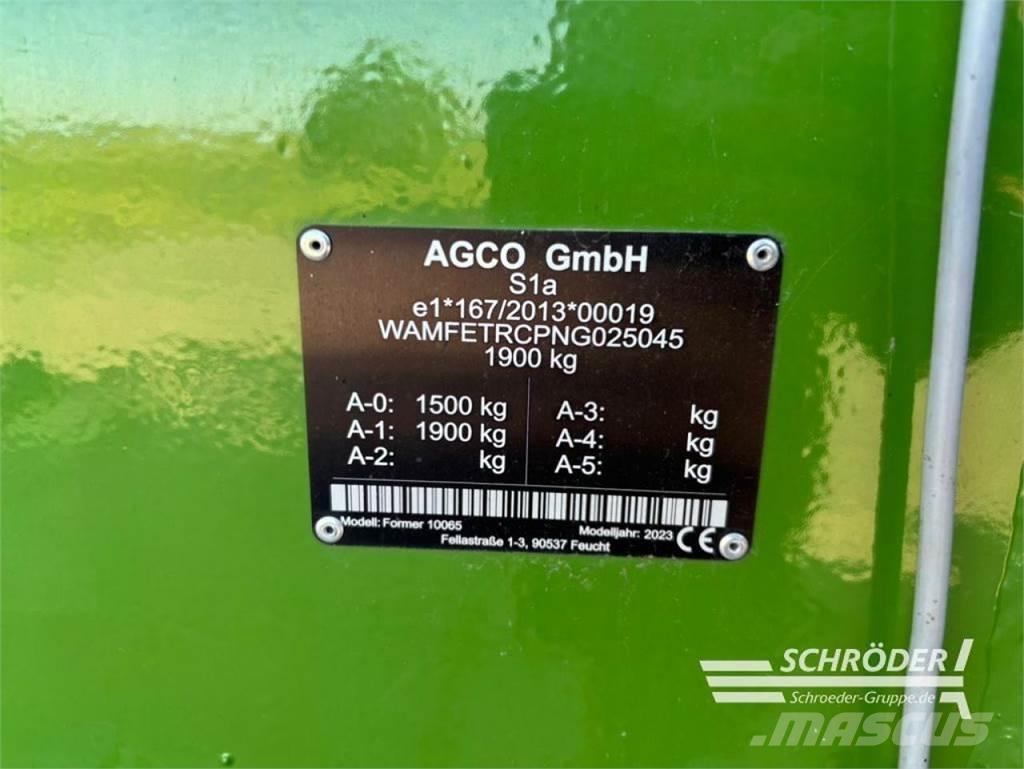 AGCO GmbH
S1a
e1*167/2013*00019
WAMFETRCPNG025045
1900 kg
A-0: 1500 kg
A-1: 1900 kg
A-2: kg
A-3: kg
A-4: kg
A-5: kg
Modell: Former 10065
Modelljahr: 2023
Fellastraße 1-3, 90537 Feucht
CE
SCHRÖDER
Schroeder-Gruppe.de
MASCUS